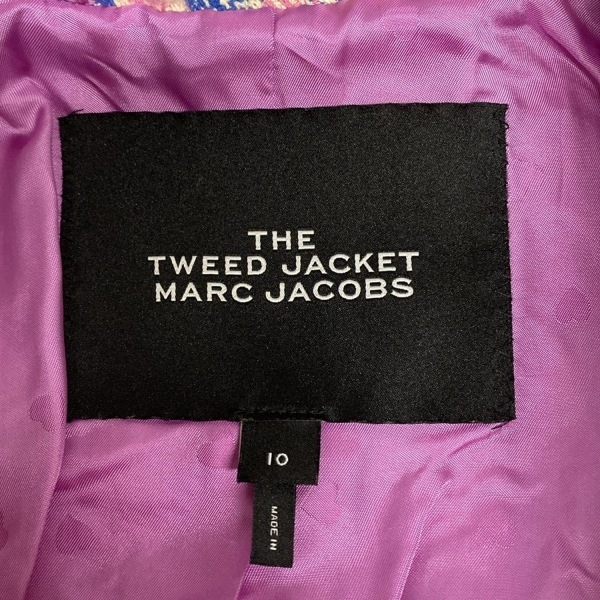 THE
TWEED JACKET
MARC JACOBS
10
MADE IN